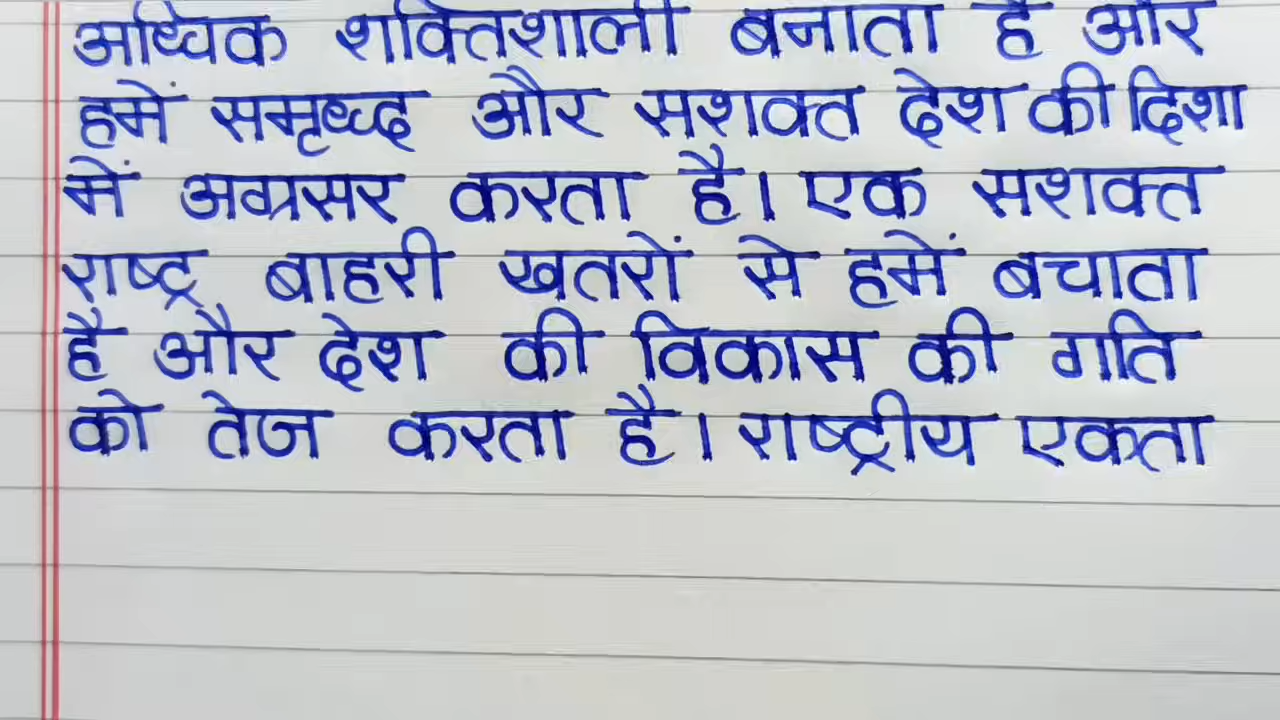 अधिक शक्तिशाली बनाता है और
हमें समृध्द और सशक्त देश की दिशा
में अग्रसर करता है। एक सशक्त
राष्ट्र बाहरी खतरों से हमें बचाता
है और देश की विकास की गति
को तेज करता है। राष्ट्रीय एकता